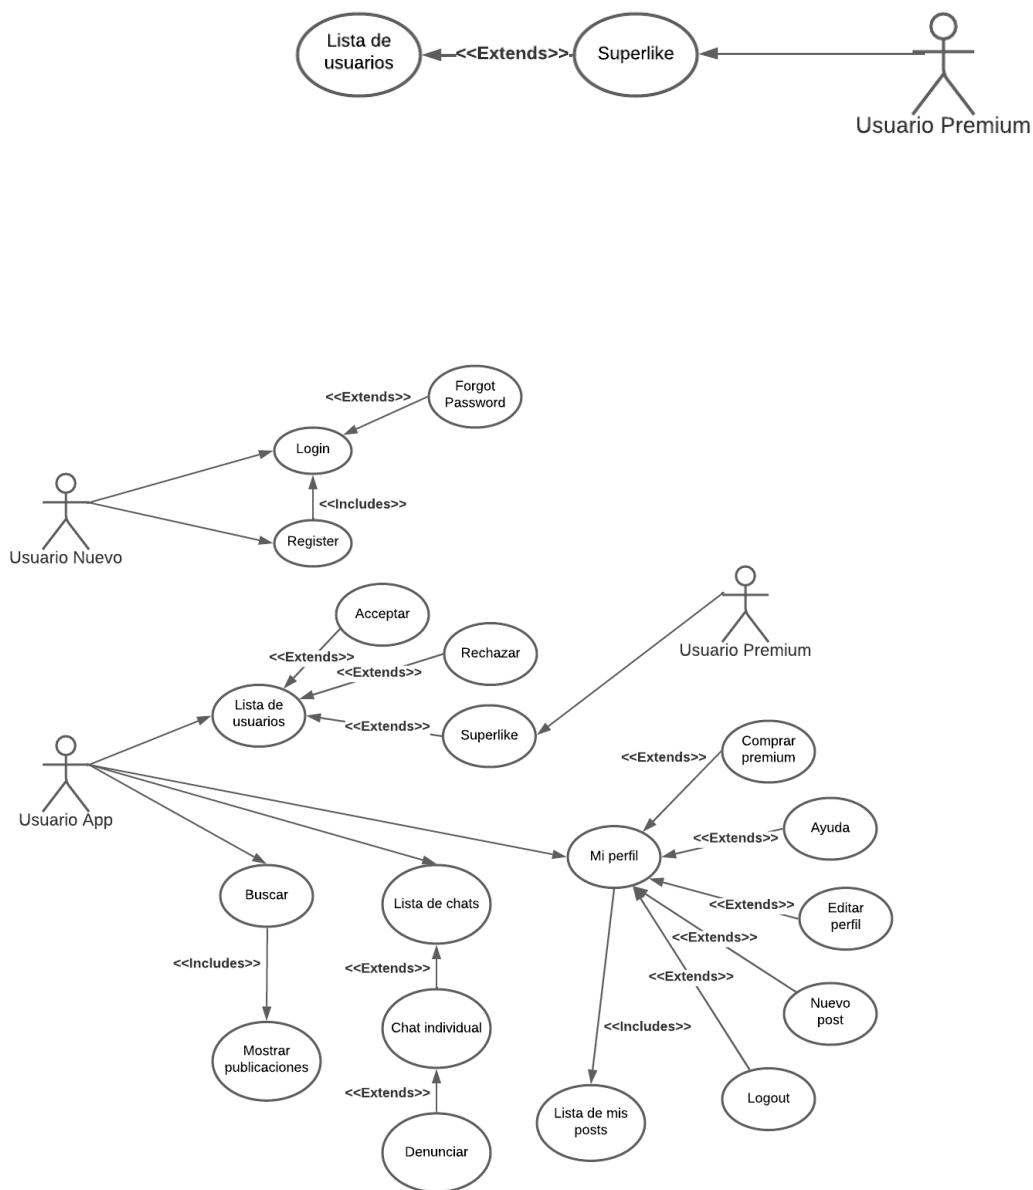 Lista de
usuarios
<<Extends>>
Superlike
Usuario Premium
Forgot
Password
<<Extends>>
Login
<<Includes>>
Register
Usuario Nuevo
Acceptar
<<Extends>>
Rechazar
<<Extends>>
Usuario Premium
Lista de
usuarios
<<Extends>>
Superlike
Comprar
premium
<<Extends>>
Usuario App
Ayuda
<<Extends>>
Mi perfil
Buscar
Lista de chats
<<Extends>>
Editar
perfil
<<Extends>>
<<Includes>>
<<Extends>>
<<Extends>>
Nuevo
post
Chat individual
<<Includes>>
Mostrar
publicaciones
<<Extends>>
Logout
Lista de mis
posts
Denunciar